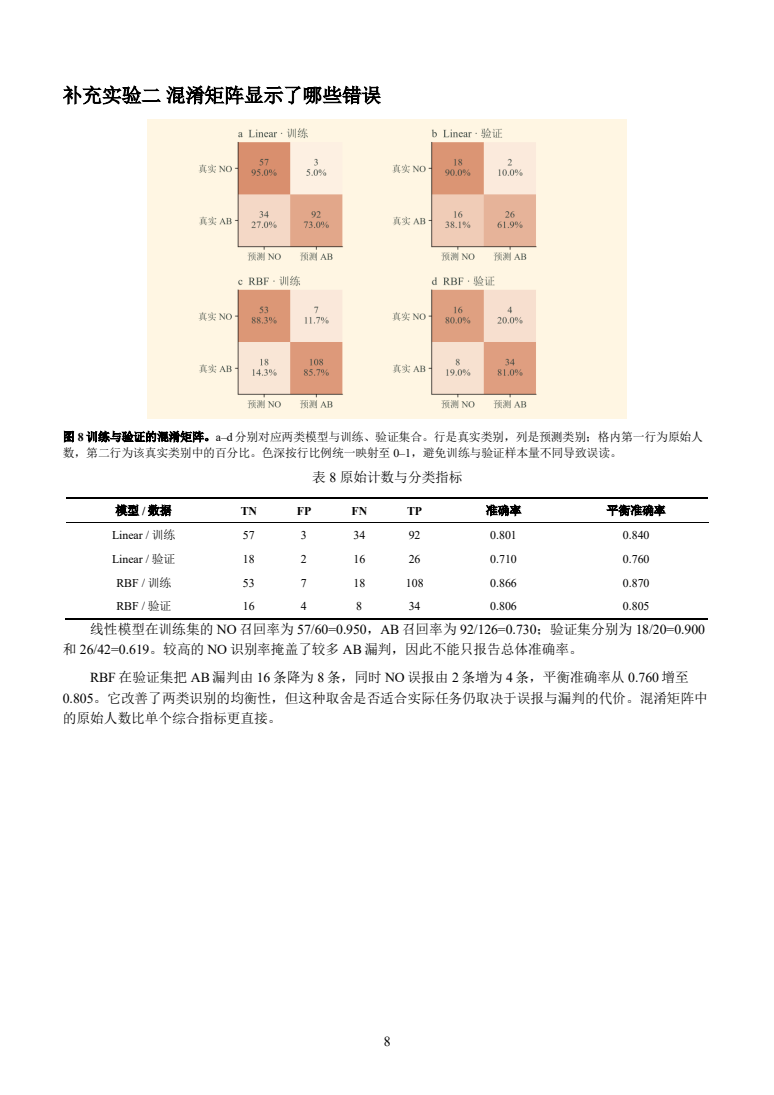 补充实验二 混淆矩阵显示了哪些错误
a Linear · 训练
b Linear · 验证
真实 NO
57
95.0%
3
5.0%
真实 NO
18
90.0%
2
10.0%
真实 AB
34
27.0%
92
73.0%
真实 AB
16
38.1%
26
61.9%
预测 NO 预测 AB
预测 NO 预测 AB
c RBF · 训练
d RBF · 验证
真实 NO
53
88.3%
7
11.7%
真实 NO
16
80.0%
4
20.0%
真实 AB
18
14.3%
108
85.7%
真实 AB
8
19.0%
34
81.0%
预测 NO 预测 AB
预测 NO 预测 AB
图 8 训练与验证的混淆矩阵。a–d 分别对应两类模型与训练、验证集合。行是真实类别，列是预测类别；格内第一行为原始人
数，第二行为该真实类别中的百分比。色深按行比例统一映射至 0–1，避免训练与验证样本量不同导致误读。
表 8 原始计数与分类指标
模型 / 数据 TN FP FN TP 准确率 平衡准确率
Linear / 训练 57 3 34 92 0.801 0.840
Linear / 验证 18 2 16 26 0.710 0.760
RBF / 训练 53 7 18 108 0.866 0.870
RBF / 验证 16 4 8 34 0.806 0.805
线性模型在训练集的 NO 召回率为 57/60=0.950，AB 召回率为 92/126=0.730；验证集分别为 18/20=0.900
和 26/42=0.619。较高的 NO 识别率掩盖了较多 AB 漏判，因此不能只报告总体准确率。
RBF 在验证集把 AB 漏判由 16 条降为 8 条，同时 NO 误报由 2 条增为 4 条，平衡准确率从 0.760 增至
0.805。它改善了两类识别的均衡性，但这种取舍是否适合实际任务仍取决于误报与漏判的代价。混淆矩阵中
的原始人数比单个综合指标更直接。
8